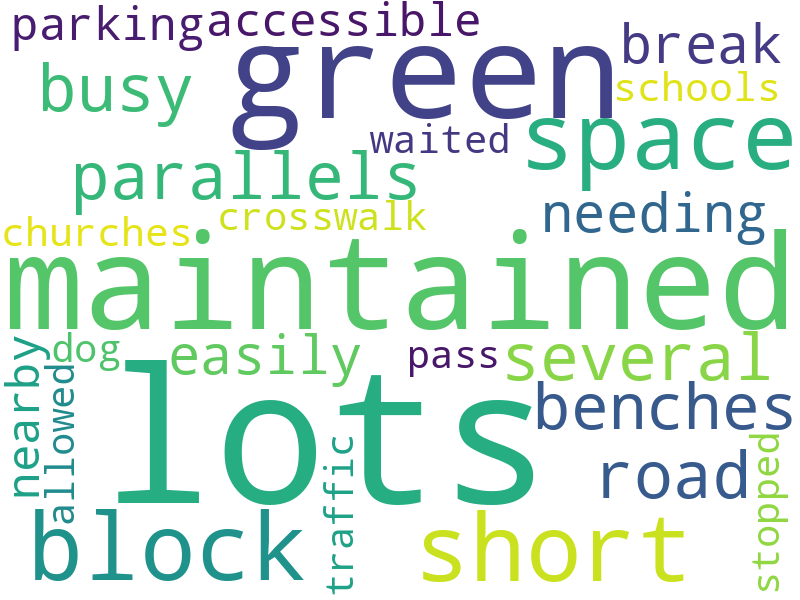 parking accessible
green
break
busy
schools
waited
space
parallels
needing
churches
crosswalk
maintained
nearby
dog
easily
pass
several
allowed
lots
benches
road
traffic
stopped
block
short